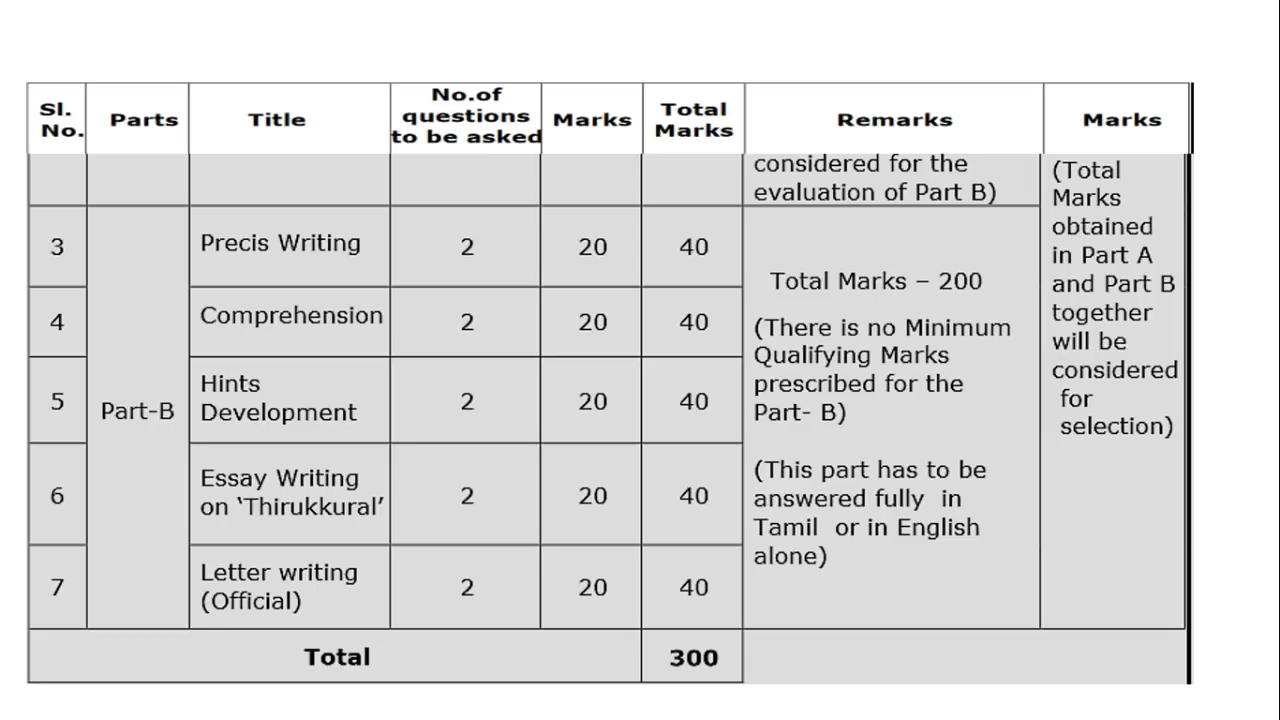 Sl. No. Parts Title No.of questions to be asked Marks Total Marks Remarks Marks
considered for the
evaluation of Part B)
(Total
Marks
obtained
in Part A
and Part B
together
will be
considered
for
selection)
Part-B
3 Precis Writing 2 20 40
4 Comprehension 2 20 40
5 Hints Development 2 20 40
6 Essay Writing on ‘Thirukkural’ 2 20 40
7 Letter writing (Official) 2 20 40
Total Marks – 200
(There is no Minimum
Qualifying Marks
prescribed for the
Part- B)
(This part has to be
answered fully in
Tamil or in English
alone)
Total 300